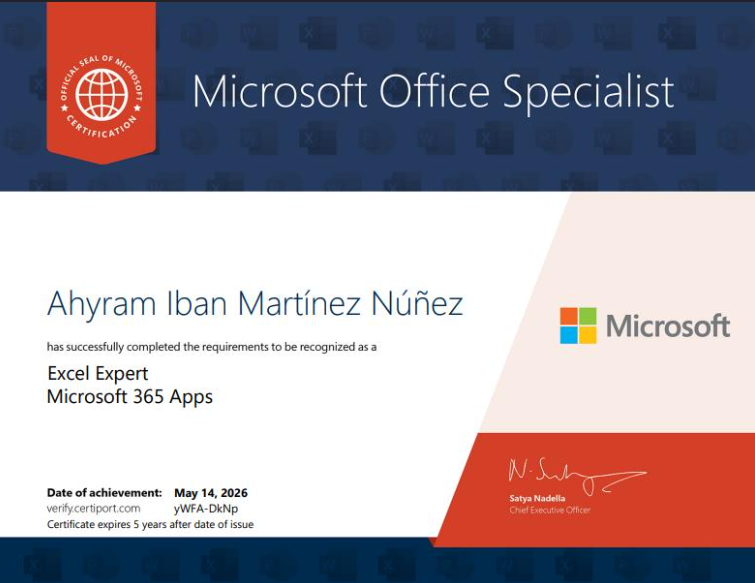 OFFICIAL SEAL OF MICROSOFT
CERTIFICATION
Microsoft Office Specialist
Ahyram Iban Martínez Núñez
has successfully completed the requirements to be recognized as a
Excel Expert
Microsoft 365 Apps
Microsoft
Date of achievement: May 14, 2026
verify.certiport.com yWFA-DkNp
Certificate expires 5 years after date of issue
Satya Nadella
Chief Executive Officer